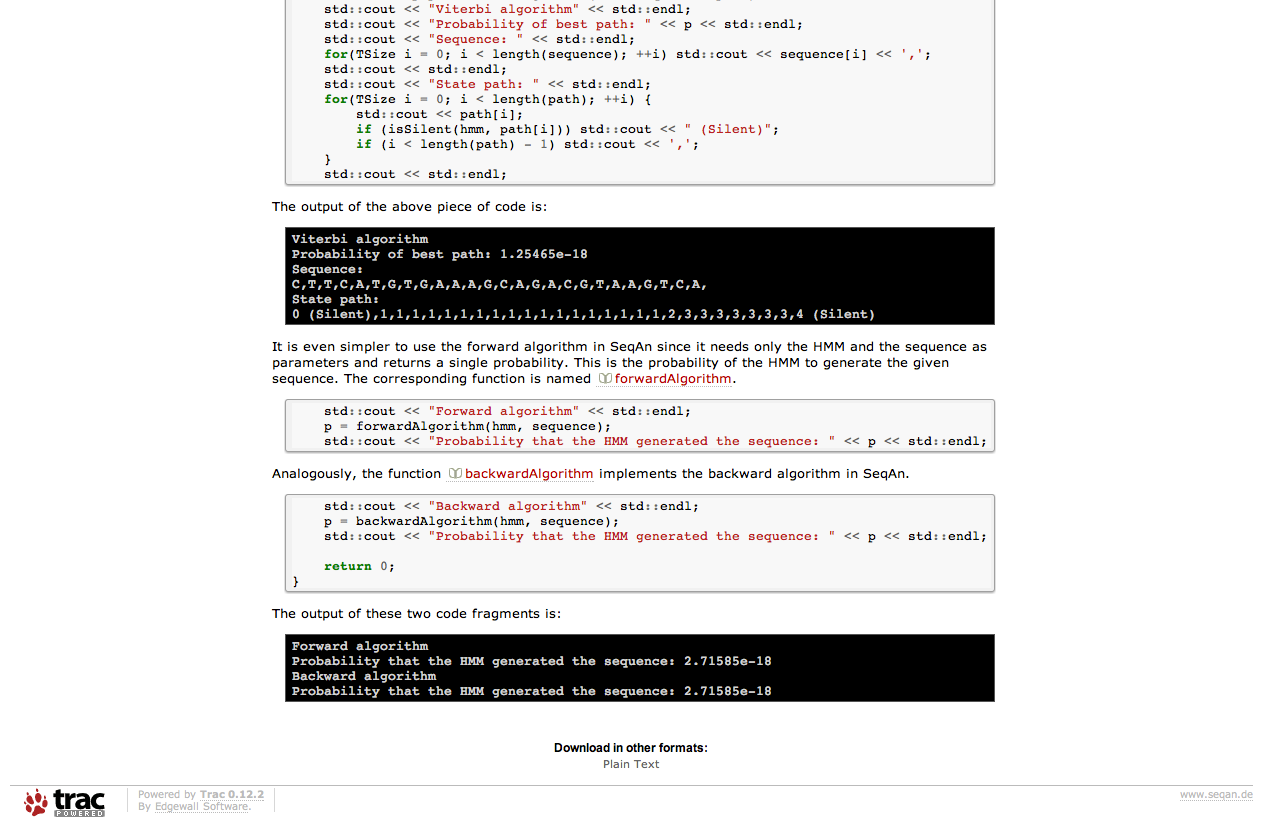 std::cout << "Viterbi algorithm" << std::endl;
std::cout << "Probability of best path: " << p << std::endl;
std::cout << "Sequence: " << std::endl;
for(TSize i = 0; i < length(sequence); ++i) std::cout << sequence[i] << ',';
std::cout << std::endl;
std::cout << "State path: " << std::endl;
for(TSize i = 0; i < length(path); ++i) {
std::cout << path[i];
if (isSilent(hmm, path[i])) std::cout << " (Silent)";
if (i < length(path) - 1) std::cout << ',';
}
std::cout << std::endl;
The output of the above piece of code is:
Viterbi algorithm
Probability of best path: 1.25465e-18
Sequence:
C,T,T,C,A,T,G,T,G,A,A,A,G,C,A,G,A,C,G,T,A,A,G,T,C,A,
State path:
0 (Silent),1,1,1,1,1,1,1,1,1,1,1,1,1,1,1,1,1,1,2,3,3,3,3,3,3,3,4 (Silent)
It is even simpler to use the forward algorithm in SeqAn since it needs only the HMM and the sequence as
parameters and returns a single probability. This is the probability of the HMM to generate the given
sequence. The corresponding function is named forwardAlgorithm.
std::cout << "Forward algorithm" << std::endl;
p = forwardAlgorithm(hmm, sequence);
std::cout << "Probability that the HMM generated the sequence: " << p << std::endl;
Analogously, the function backwardAlgorithm implements the backward algorithm in SeqAn.
std::cout << "Backward algorithm" << std::endl;
p = backwardAlgorithm(hmm, sequence);
std::cout << "Probability that the HMM generated the sequence: " << p << std::endl;
return 0;
}
The output of these two code fragments is:
Forward algorithm
Probability that the HMM generated the sequence: 2.71585e-18
Backward algorithm
Probability that the HMM generated the sequence: 2.71585e-18
Download in other formats:
Plain Text
trac
POWERED
Powered by Trac 0.12.2
By Edgewall Software.
www.seqan.de